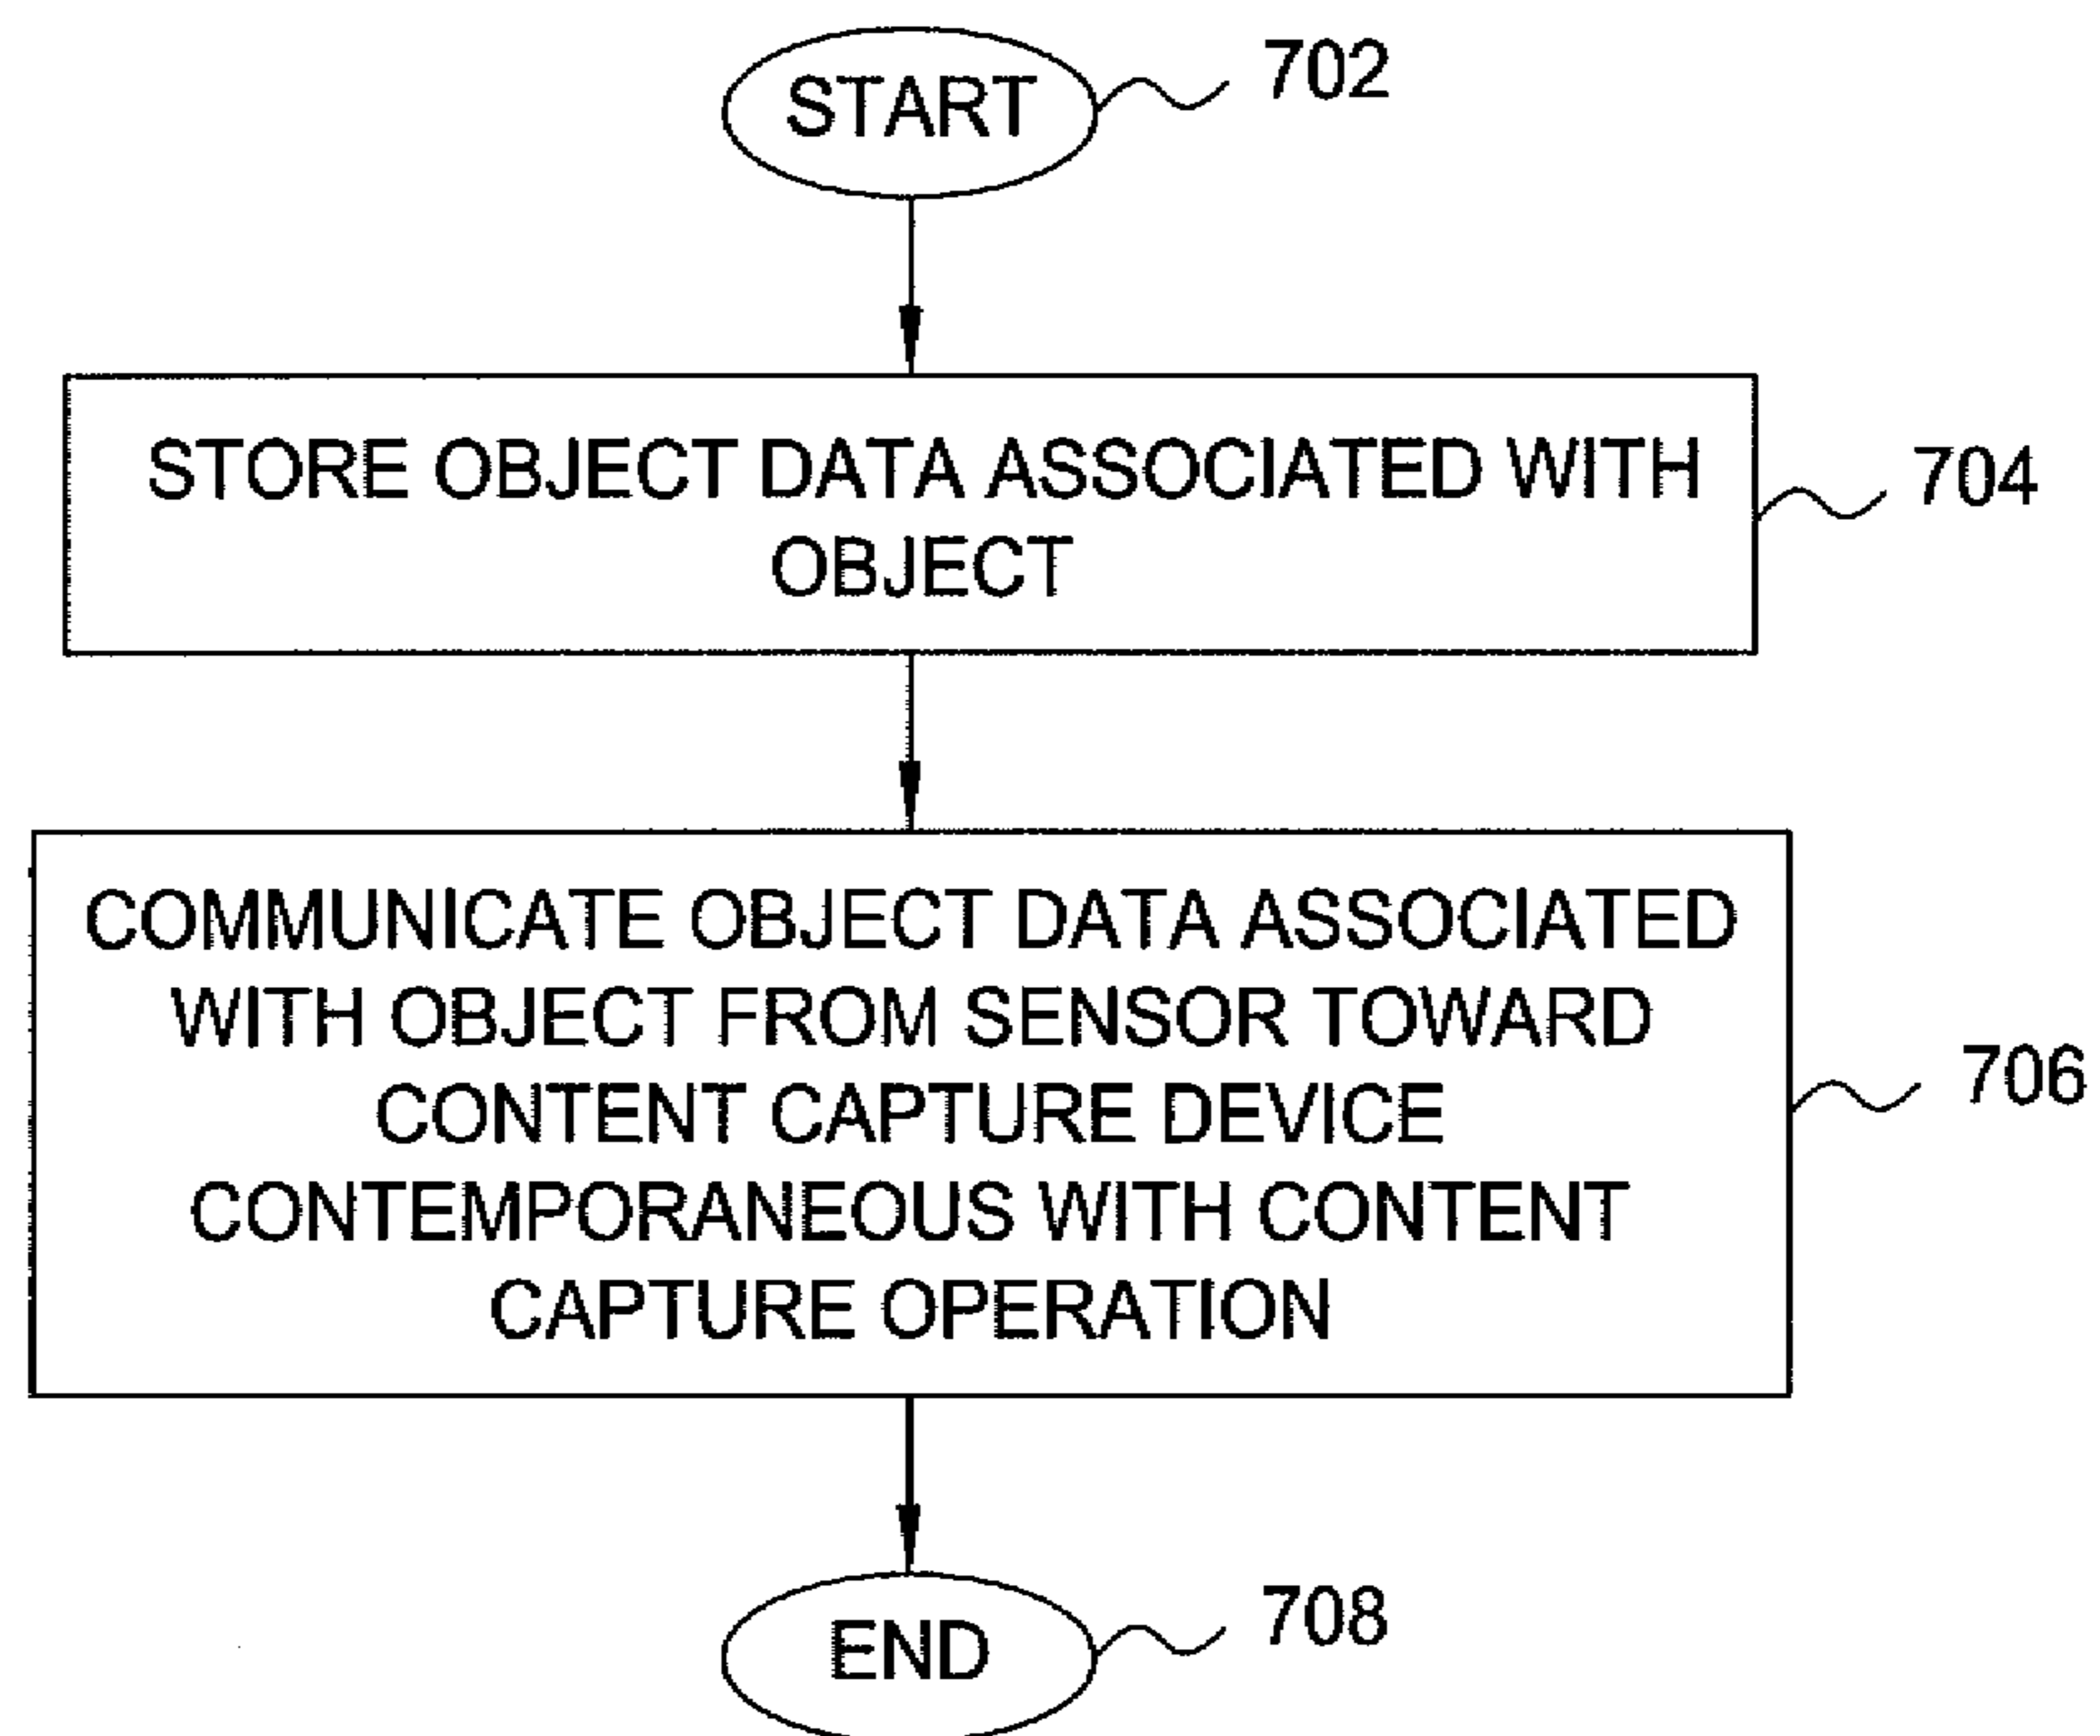 START
702
STORE OBJECT DATA ASSOCIATED WITH
OBJECT
704
COMMUNICATE OBJECT DATA ASSOCIATED
WITH OBJECT FROM SENSOR TOWARD
CONTENT CAPTURE DEVICE
CONTEMPORANEOUS WITH CONTENT
CAPTURE OPERATION
706
END
708